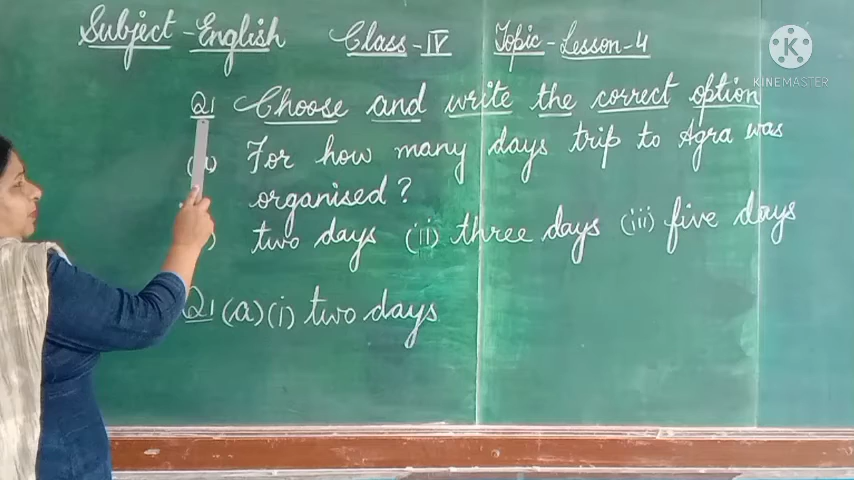 Subject - English Class - IV Topic - Lesson - 4
Q1 Choose and write the correct option
For how many days trip to Agra was
organised?
two days (ii) three days (iii) five days
Q1 (a) (i) two days
K
KINEMASTER